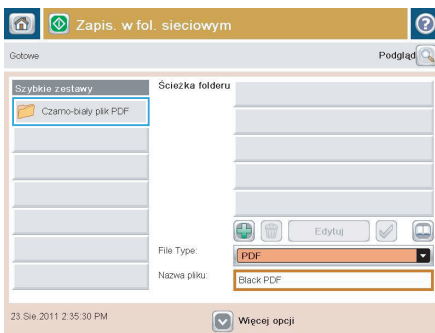 Zapis. w fol. sieciowym
Gotowe
Podgląd
Szybkie zestawy
Ścieżka folderu
Czarno-biały plik PDF
Edytuj
File Type:
PDF
Nazwa pliku:
Black PDF
23.Sie.2011 2:35:30 PM
Więcej opcji